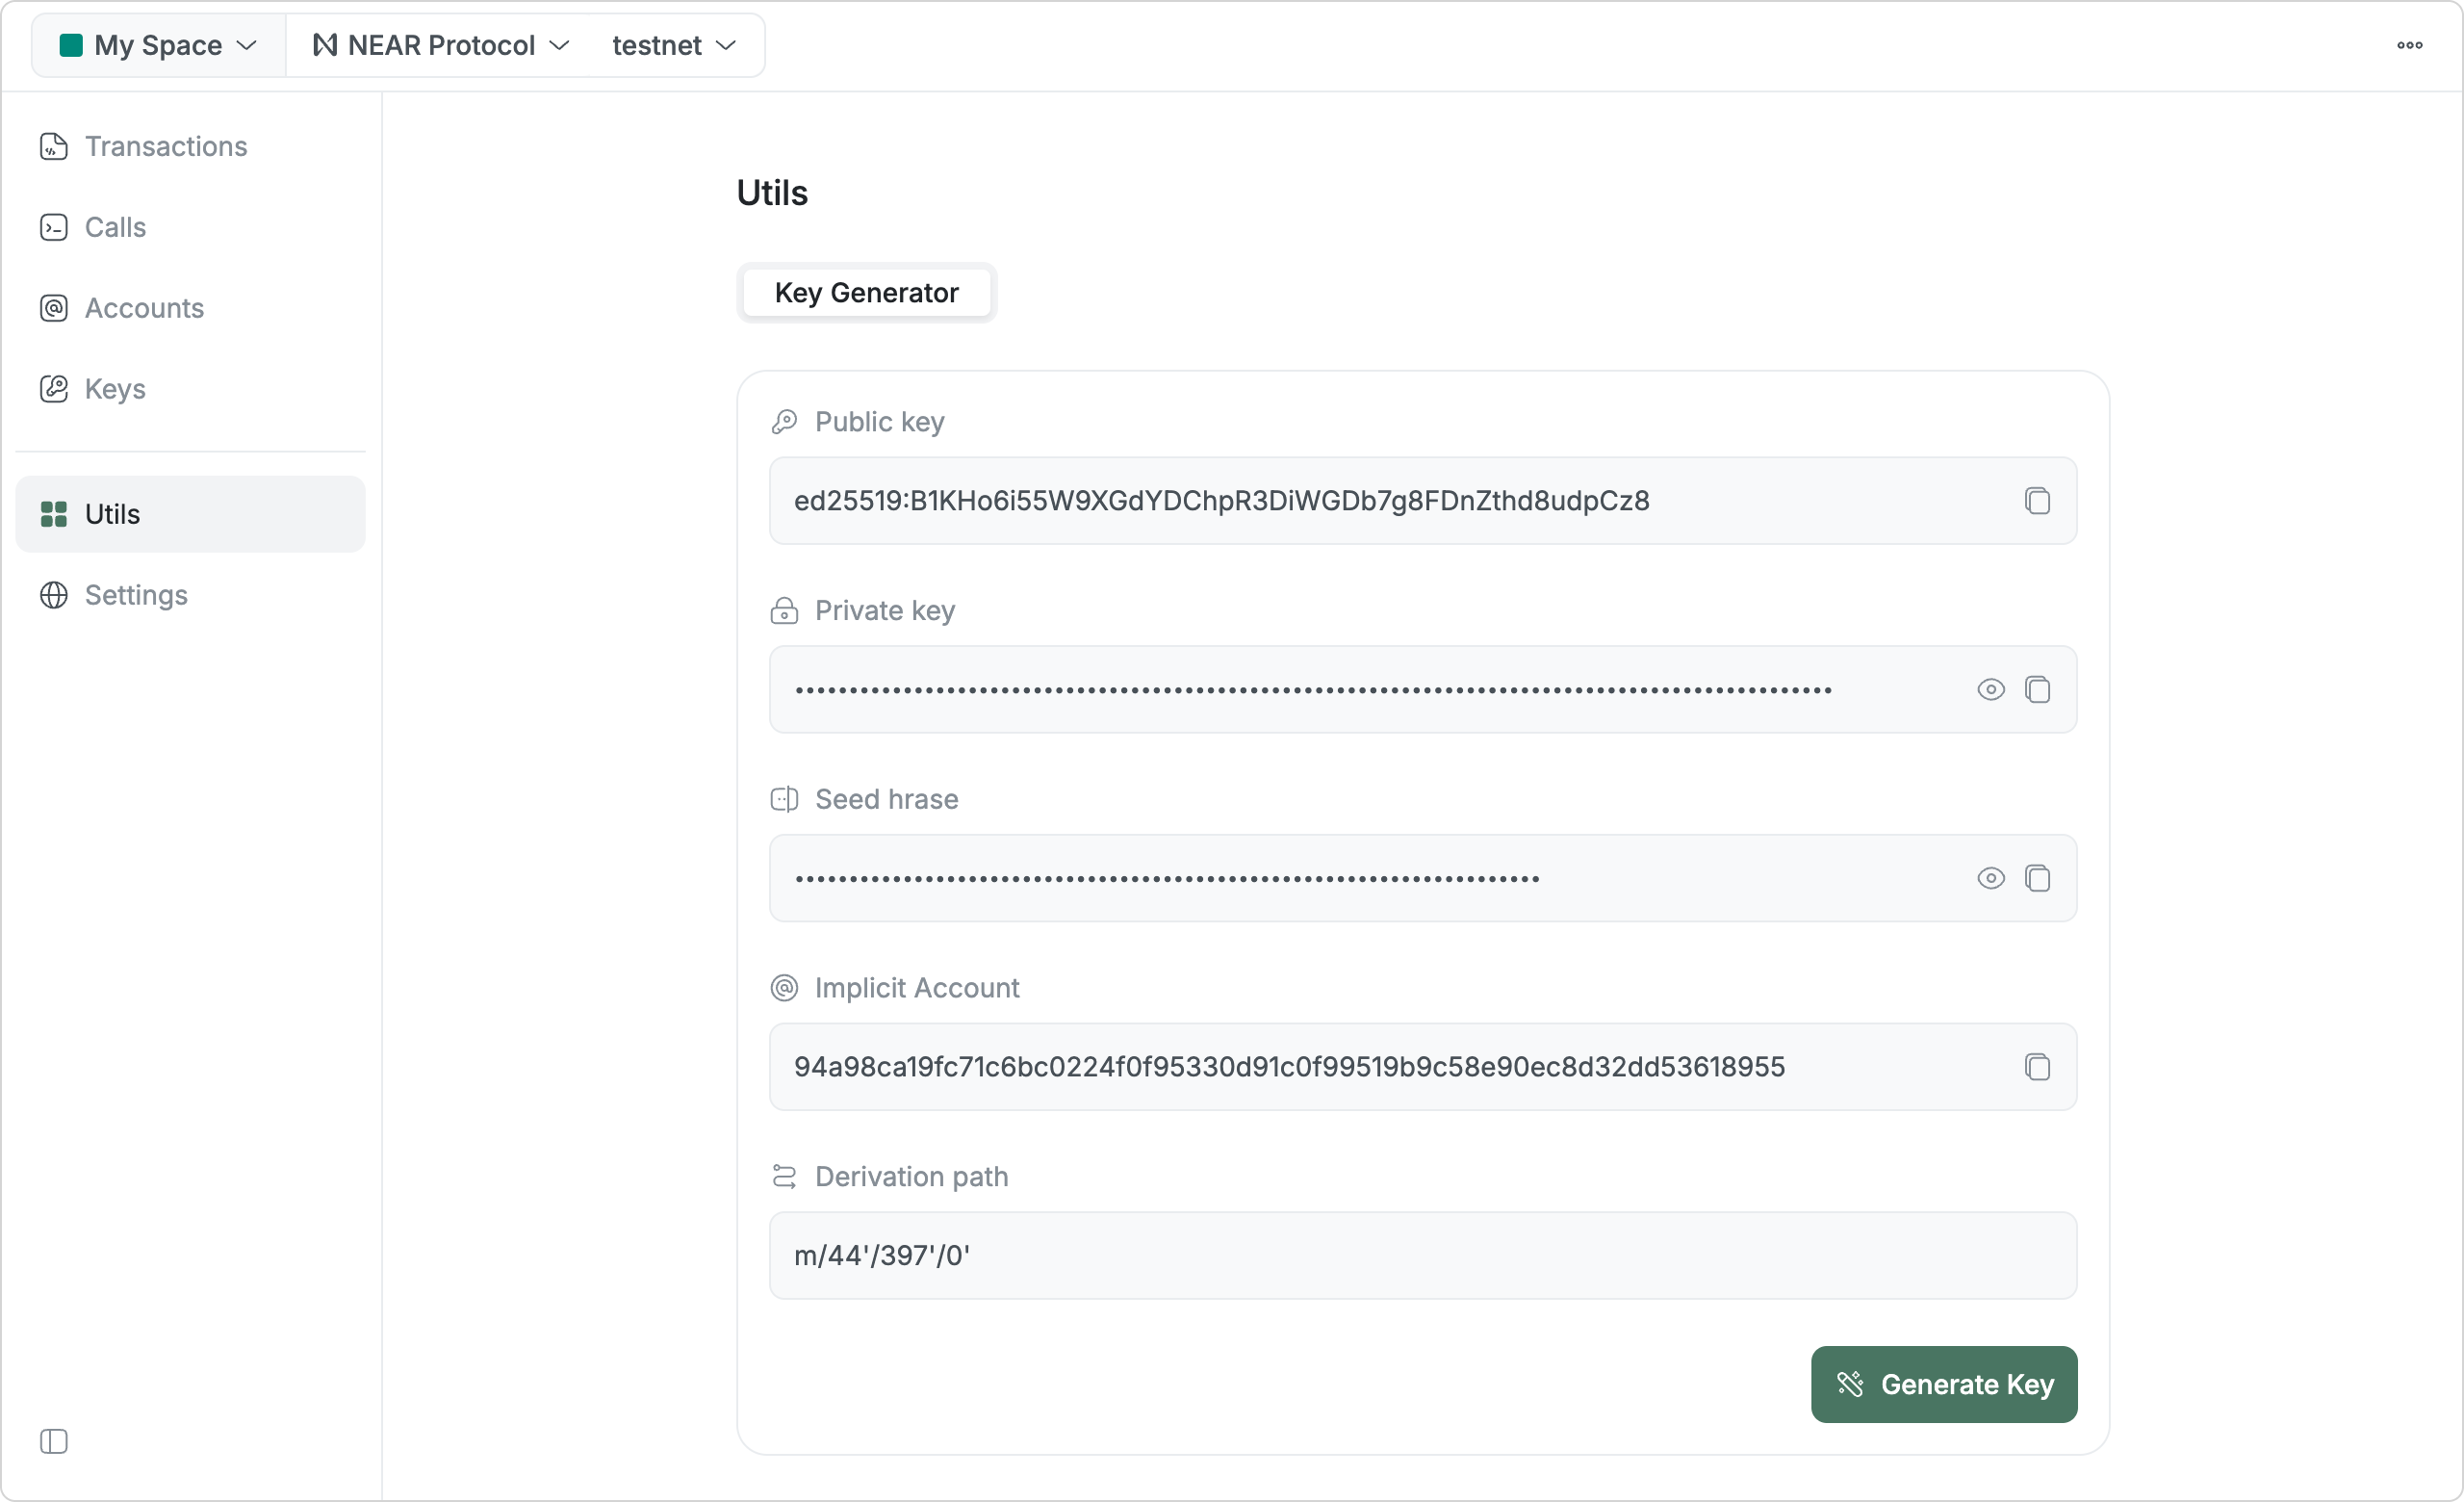 My Space
NEAR Protocol
testnet
Transactions
Calls
Accounts
Keys
Utils
Settings
Utils
Key Generator
Public key
ed25519:B1KHo6i55W9XGdYDChpR3DiWGDb7g8FDnZthd8udpCz8
Private key
Seed hrase
Implicit Account
94a98ca19fc71c6bc0224f0f95330d91c0f99519b9c58e90ec8d32dd53618955
Derivation path
m/44'/397'/0'
Generate Key